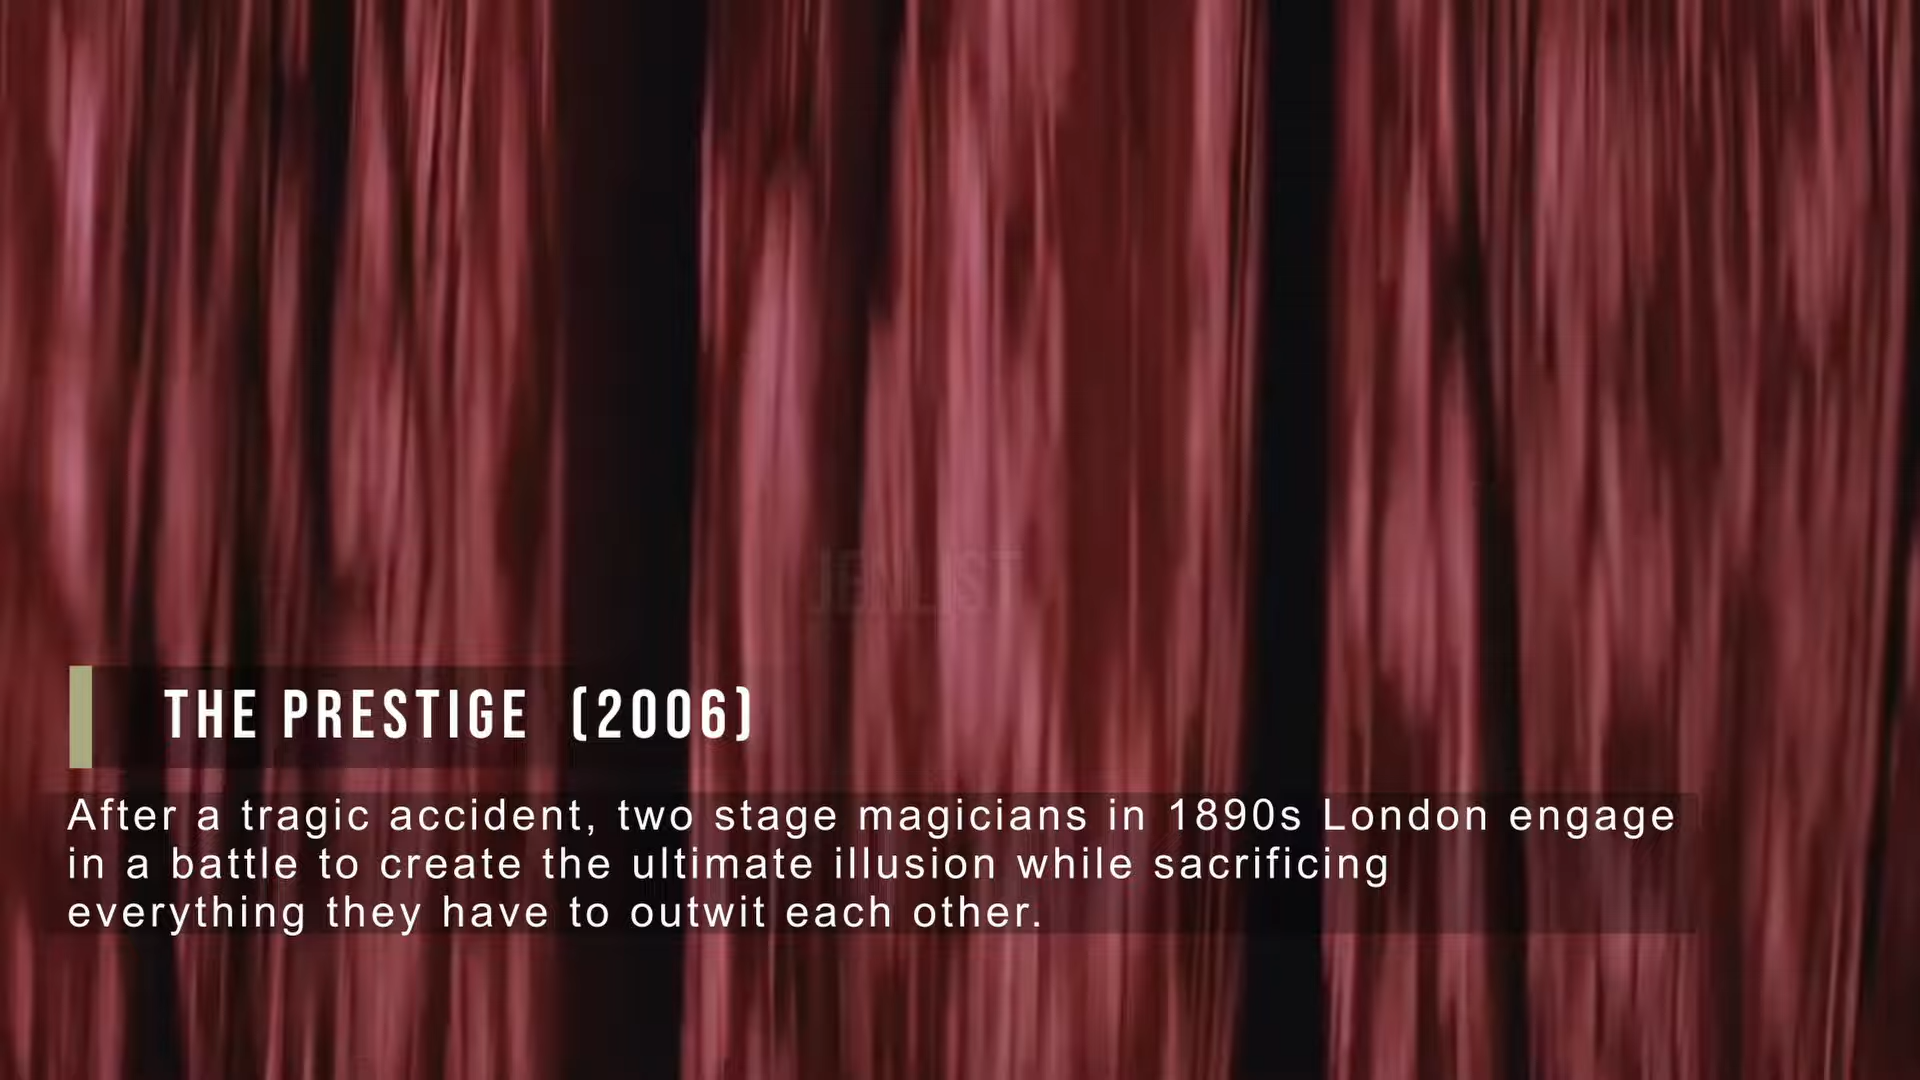 JENLIST
THE PRESTIGE (2006)
After a tragic accident, two stage magicians in 1890s London engage
in a battle to create the ultimate illusion while sacrificing
everything they have to outwit each other.